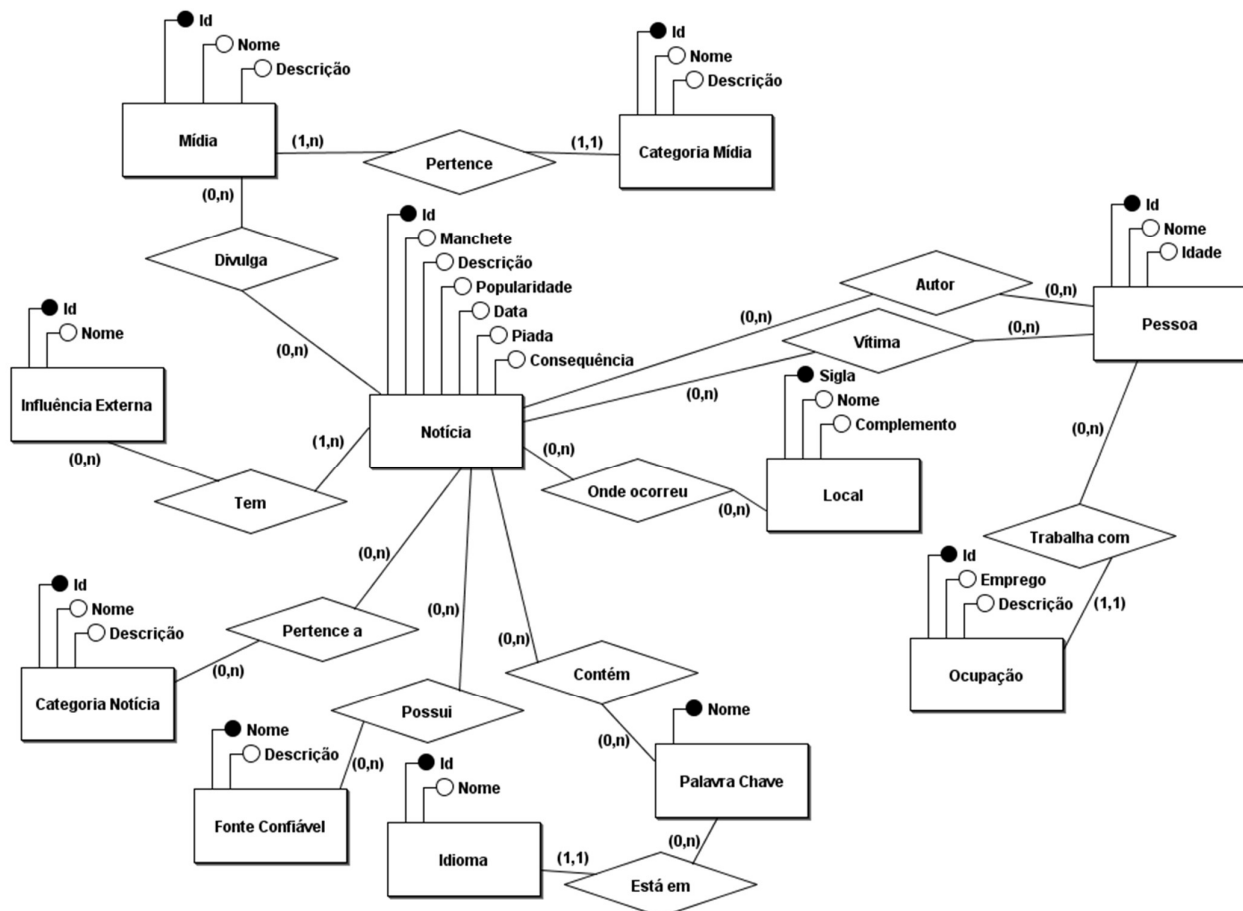 Id
Nome
Descrição
Mídia
(1,n)
Pertence
(1,1)
Id
Nome
Descrição
Categoria Mídia
(0,n)
Divulga
(0,n)
Id
Manchete
Descrição
Popularidade
Data
Piada
Consequência
Notícia
Id
Nome
Idade
Pessoa
(0,n)
Autor
(0,n)
(0,n)
Vítima
(0,n)
Id
Nome
Influência Externa
(0,n)
Tem
(1,n)
Sigla
Nome
Complemento
Local
(0,n)
Onde ocorreu
(0,n)
(0,n)
Trabalha com
(1,1)
Id
Emprego
Descrição
Ocupação
(0,n)
Pertence a
(0,n)
Id
Nome
Descrição
Categoria Notícia
(0,n)
Possui
(0,n)
Nome
Descrição
Fonte Confiável
(0,n)
Contém
(0,n)
Nome
Palavra Chave
Id
Nome
Idioma
(1,1)
Está em
(0,n)